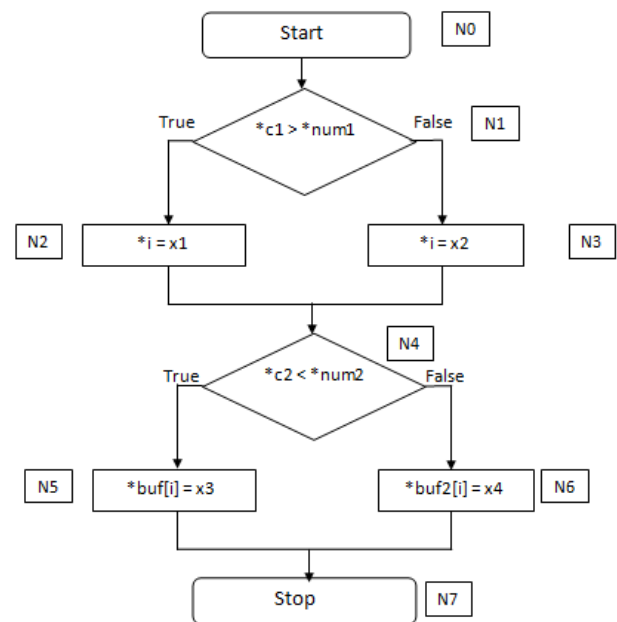 Start
N0
*c1 > *num1
True
False
N1
N2
*i = x1
*i = x2
N3
N4
*c2 < *num2
True
False
N5
*buf[i] = x3
*buf2[i] = x4
N6
Stop
N7